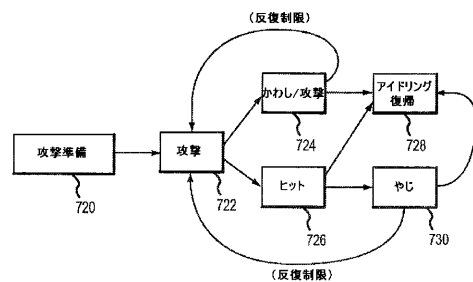 (反復制限)
かわし/攻撃
724
アイドリング
復帰
728
攻撃準備
720
攻撃
722
ヒット
726
やじ
730
(反復制限)